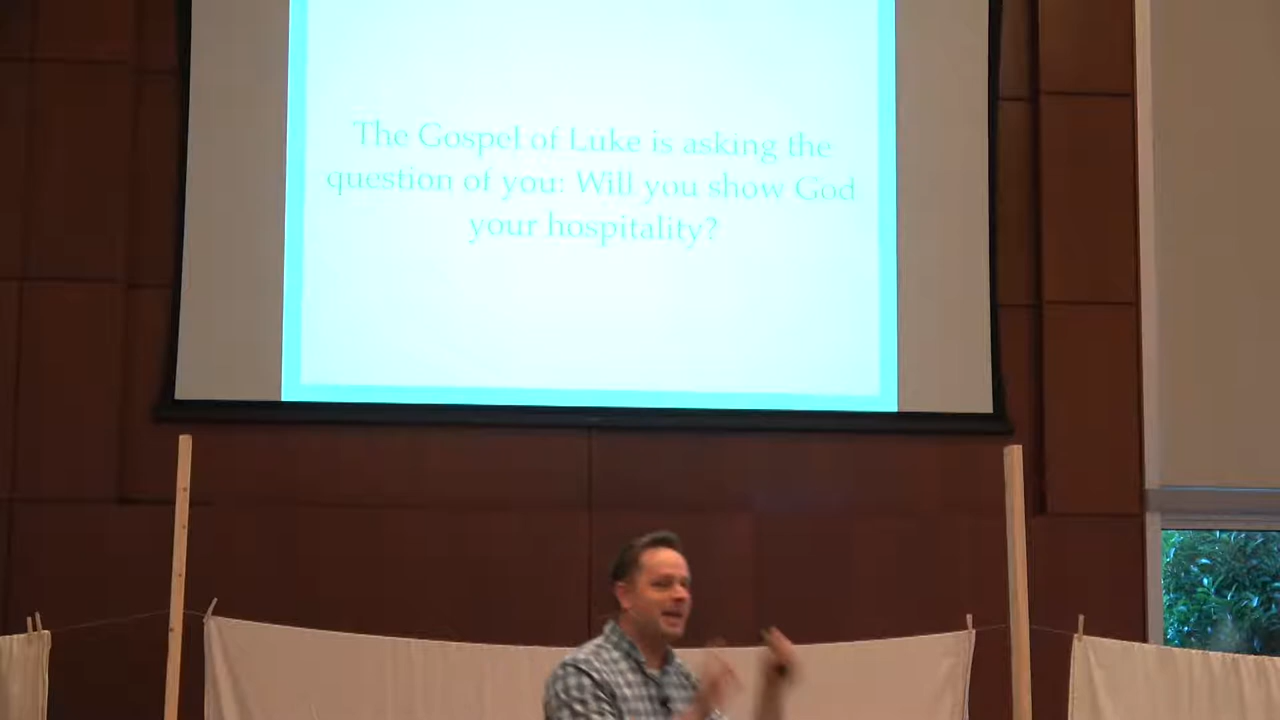 The Gospel of Luke is asking the
question of you: Will you show God
your hospitality?